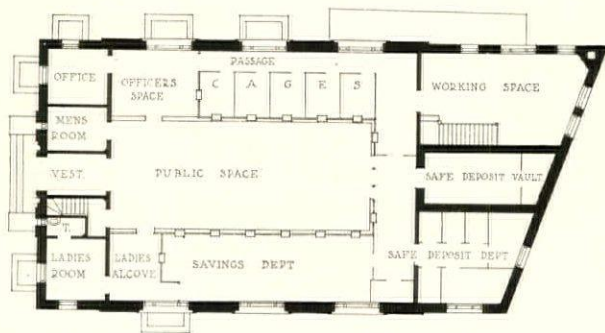 PASSAGE
OFFICE
OFFICERS
SPACE
C A G E S
WORKING SPACE
MENS
ROOM
VEST.
PUBLIC SPACE
SAFE DEPOSIT VAULT
T.
LADIES
ROOM
LADIES
ALCOVE
SAVINGS DEPT
SAFE DEPOSIT DEPT